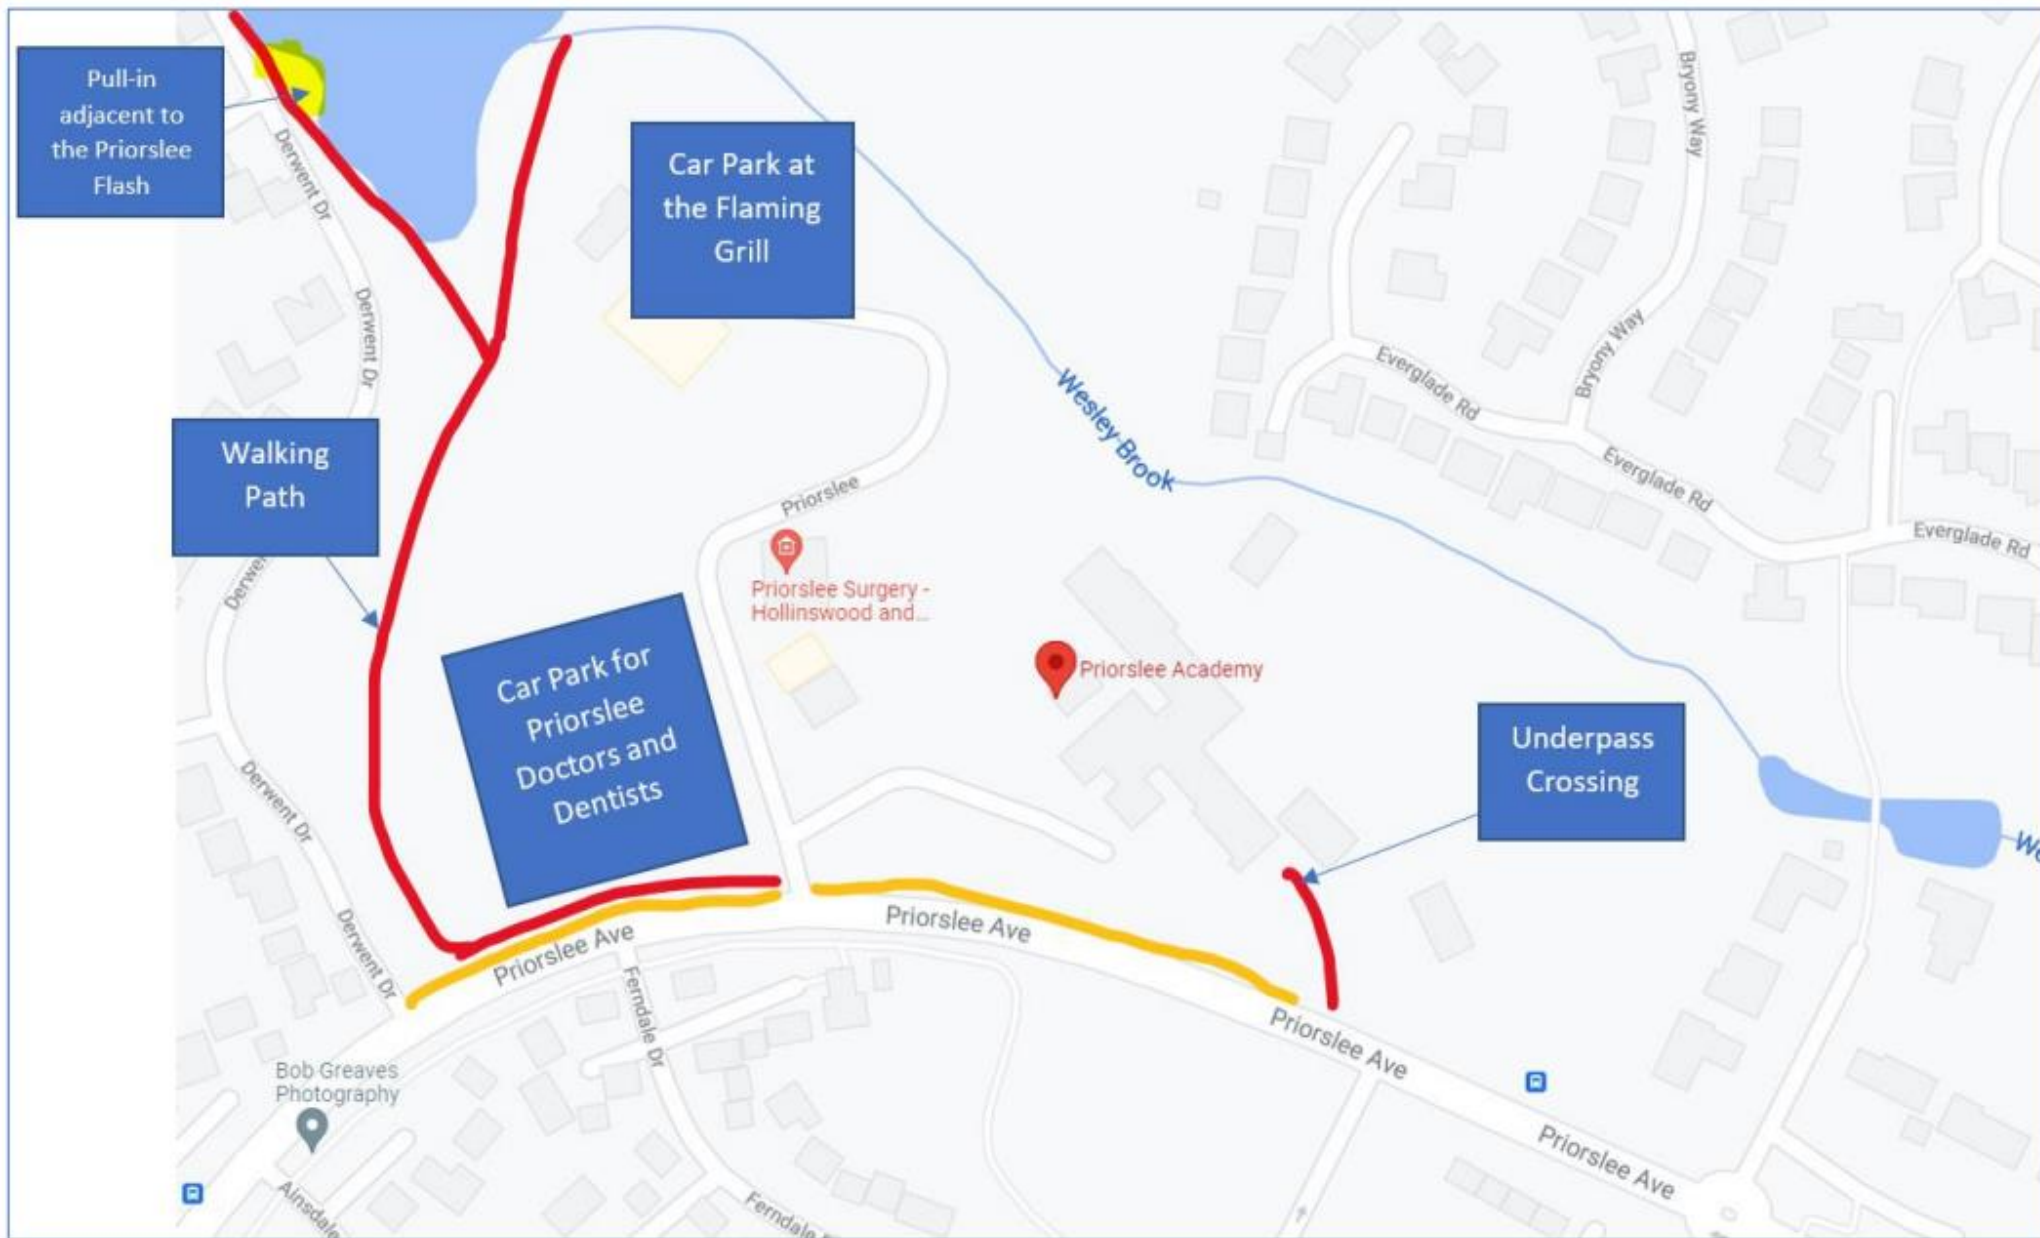 Pull-in
adjacent to
the Priorslee
Flash
Derwent Dr
Car Park at
the Flaming
Grill
Bryony Way
Derwent Dr
Bryony Way
Everglade Rd
Wesley Brook
Walking
Path
Everglade Rd
Priorslee
Everglade Rd
Priorslee Surgery -
Hollinswood and...
Derwen
Car Park for
Priorslee
Doctors and
Dentists
Priorslee Academy
Underpass
Crossing
Derwent Dr
We
Derwent Dr
Priorslee Ave
Priorslee Ave
Ferndale Dr
Priorslee Ave
Bob Greaves
Photography
Priorslee Ave
Ainsdale
Ferndale